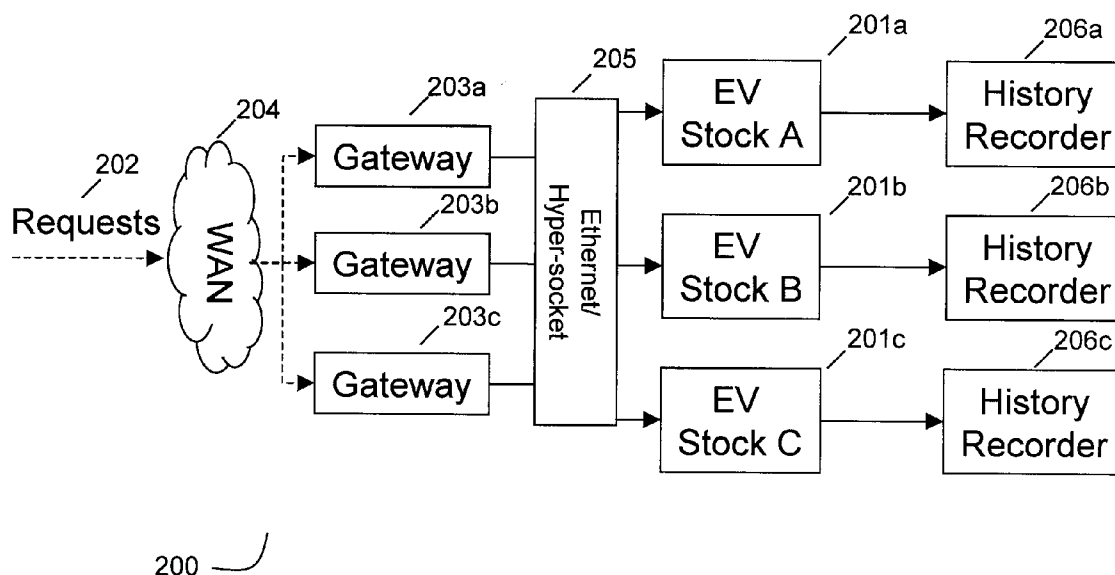 201a
206a
205
203a
204
EV
Stock A
History
Recorder
Gateway
202
203b
201b
206b
Requests
WAN
Gateway
Ethernet/
Hyper-socket
EV
Stock B
History
Recorder
203c
201c
206c
Gateway
EV
Stock C
History
Recorder
200